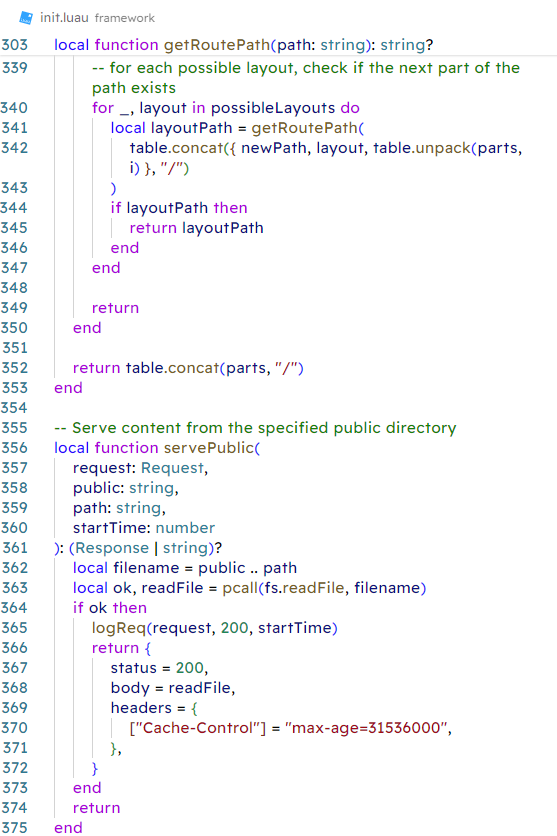 init.luau framework
303 local function getRoutePath(path: string): string?
339 -- for each possible layout, check if the next part of the
path exists
340 for _, layout in possibleLayouts do
341 local layoutPath = getRoutePath(
342 table.concat({ newPath, layout, table.unpack(parts,
i) }, "/")
343 )
344 if layoutPath then
345 return layoutPath
346 end
347 end
348
349 return
350 end
351
352 return table.concat(parts, "/")
353 end
354
355 -- Serve content from the specified public directory
356 local function servePublic(
357 request: Request,
358 public: string,
359 path: string,
360 startTime: number
361 ): (Response | string)?
362 local filename = public .. path
363 local ok, readFile = pcall(fs.readFile, filename)
364 if ok then
365 logReq(request, 200, startTime)
366 return {
367 status = 200,
368 body = readFile,
369 headers = {
370 ["Cache-Control"] = "max-age=31536000",
371 },
372 }
373 end
374 return
375 end